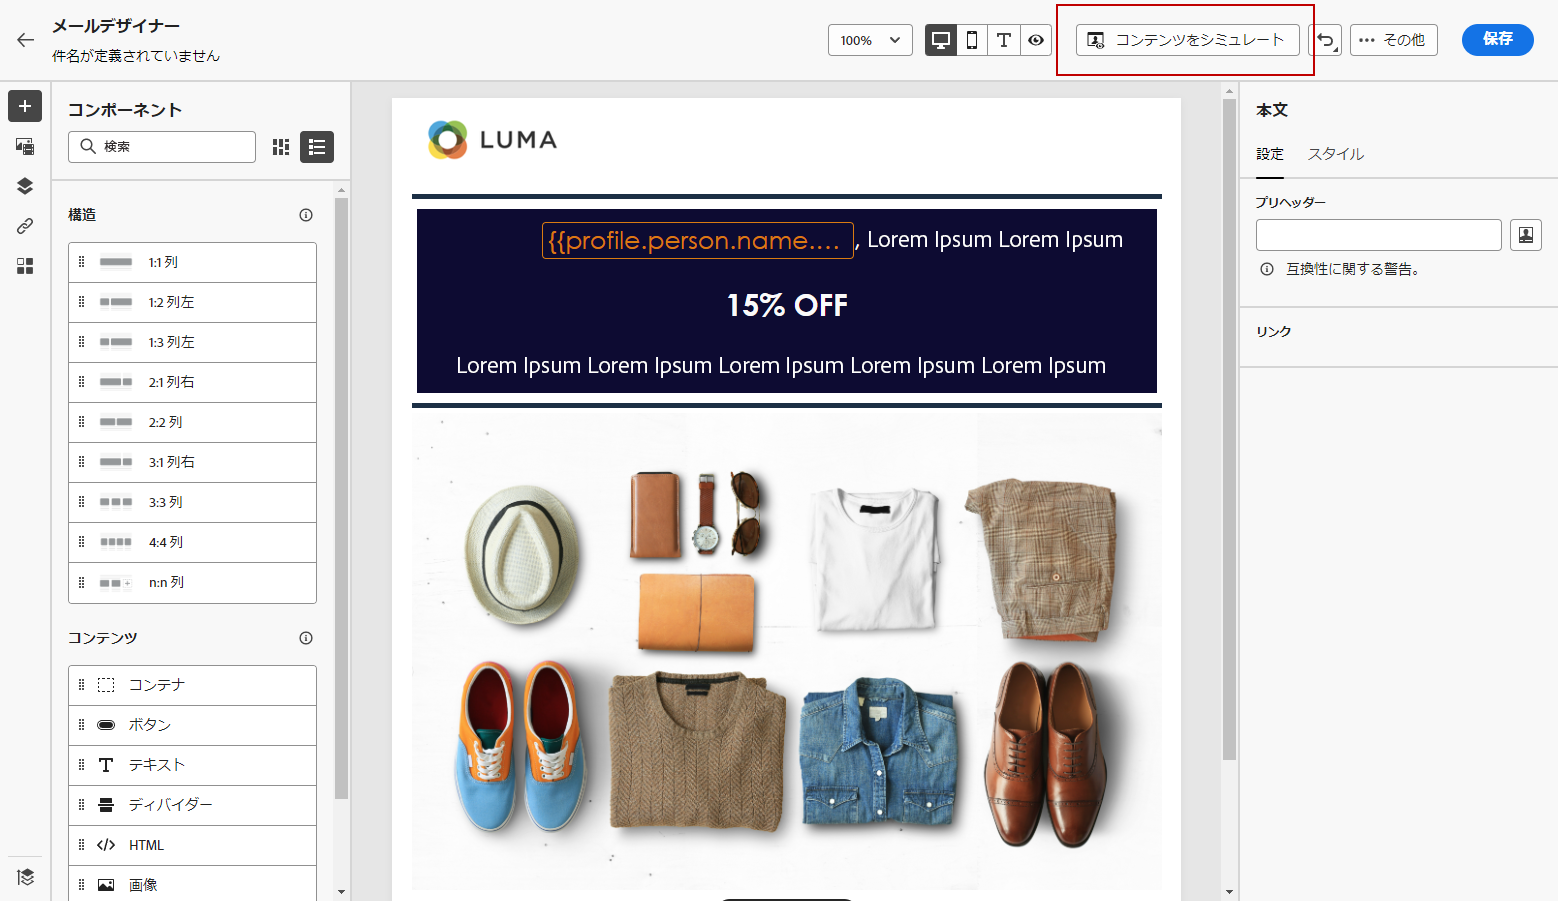 メールデザイナー
件名が定義されていません
100%
コンテンツをシミュレート
その他
保存
コンポーネント
検索
構造
1:1 列
1:2 列左
1:3 列左
2:1 列右
2:2 列
3:1 列右
3:3 列
4:4 列
n:n 列
コンテンツ
コンテナ
ボタン
テキスト
ディバイダー
HTML
画像
LUMA
{{profile.person.name.... , Lorem Ipsum Lorem Ipsum
15% OFF
Lorem Ipsum Lorem Ipsum Lorem Ipsum Lorem Ipsum Lorem Ipsum
本文
設定 スタイル
プリヘッダー
互換性に関する警告。
リンク